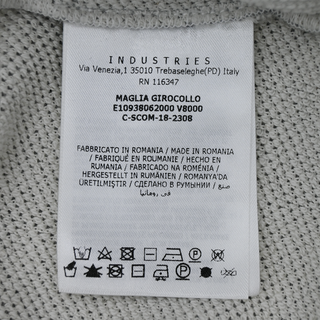 INDUSTRIES
Via Venezia,1 35010 Trebaseleghe(PD) Italy
RN 116347
MAGLIA GIROCOLLO
E10938062000 V8000
C-SCOM-18-2308
FABBRICATO IN ROMANIA / MADE IN ROMANIA
/ FABRIQUÉ EN ROUMANIE / HECHO EN
RUMANIA / FABRICADO NA ROMÉNIA /
HERGESTELLT IN RUMÄNIEN / ROMANYA'DA
ÜRETILMIŞTIR / СДЕЛАНО В РУМЫНИИ / صنع
في رومانيا